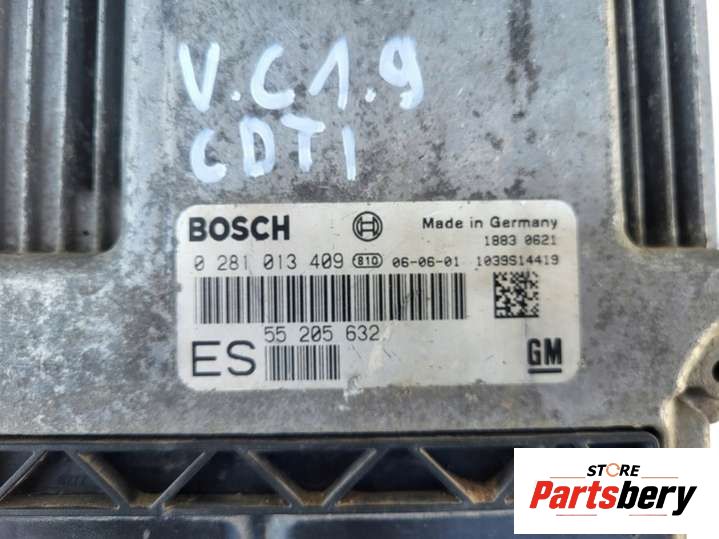 V.C1.9
CDTI
BOSCH
Made in Germany
1883 0621
0 281 013 409 810 06-06-01 1039S14419
55 205 632
ES
GM
STORE
Partsbery